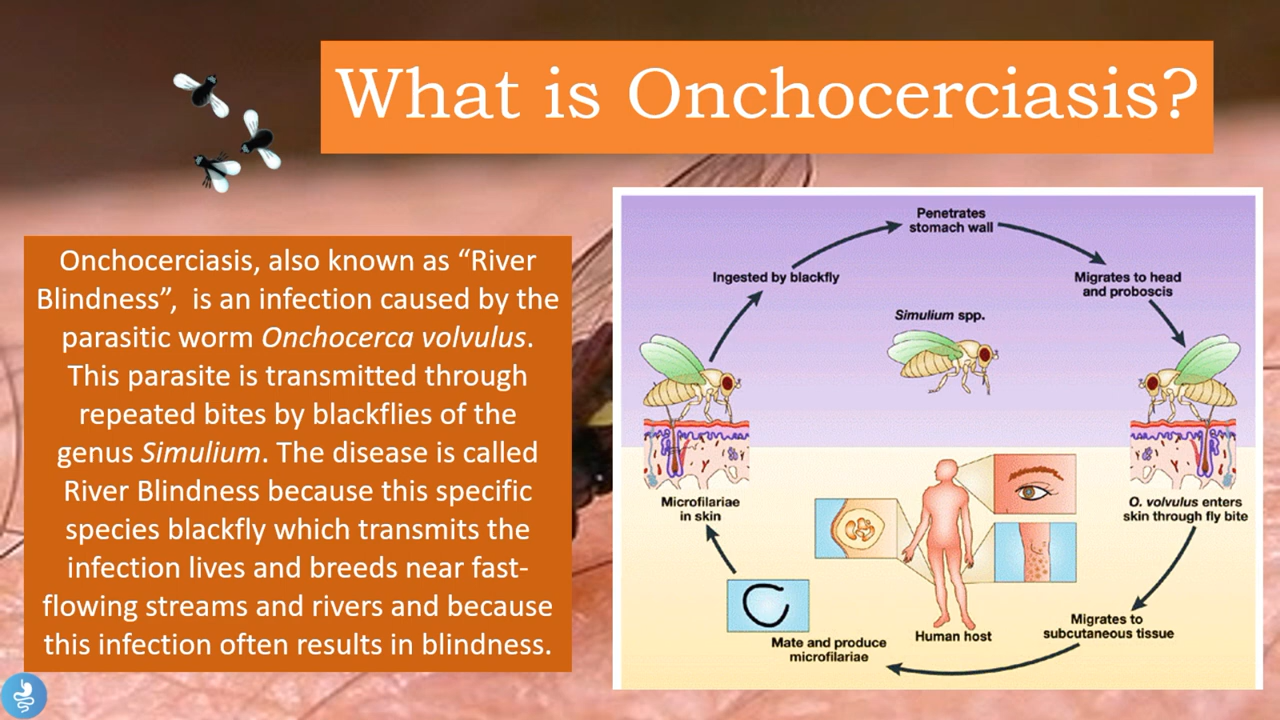 What is Onchocerciasis?
Onchocerciasis, also known as “River
Blindness”,  is an infection caused by the
parasitic worm Onchocerca volvulus.
This parasite is transmitted through
repeated bites by blackflies of the
genus Simulium. The disease is called
River Blindness because this specific
species blackfly which transmits the
infection lives and breeds near fast-
flowing streams and rivers and because
this infection often results in blindness.
Penetrates
stomach wall
Ingested by blackfly
Migrates to head
and proboscis
Simulium spp.
Microfilariae
in skin
O. volvulus enters
skin through fly bite
Migrates to
subcutaneous tissue
Human host
Mate and produce
microfilariae